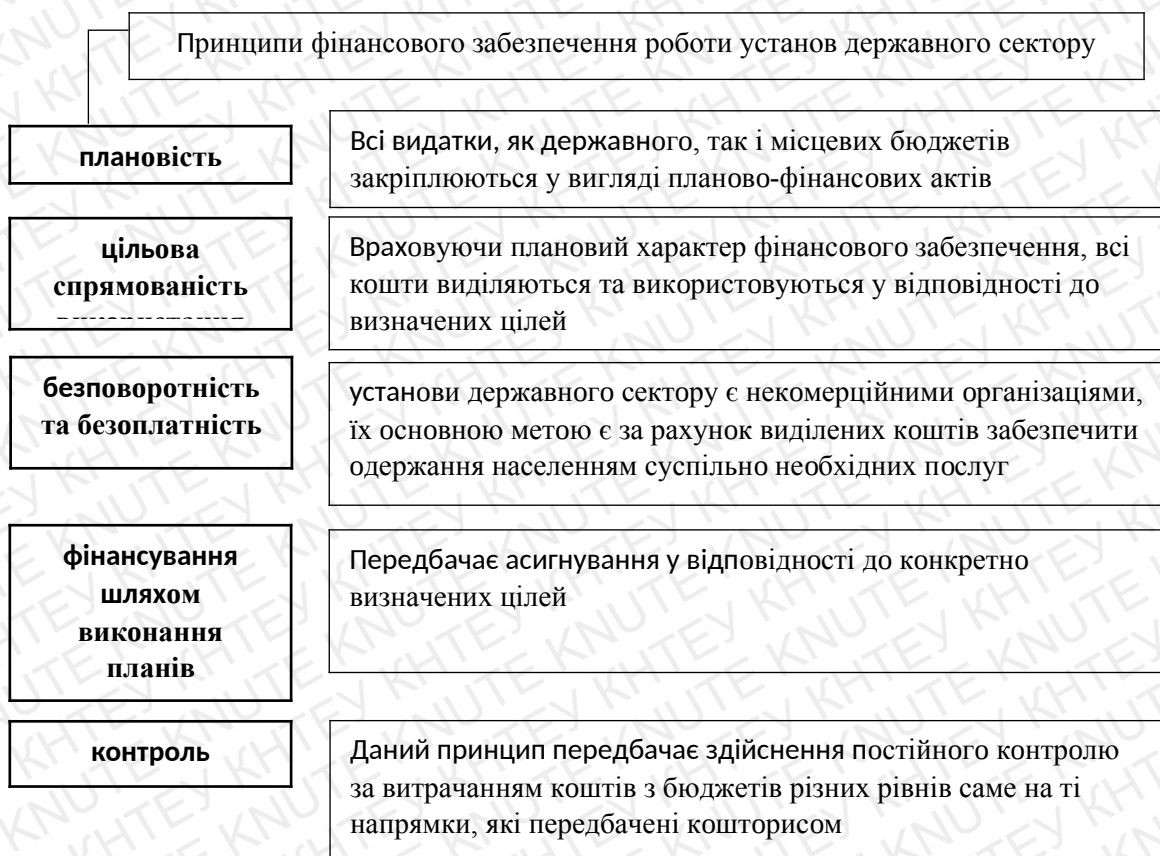 Принципи фінансового забезпечення роботи установ державного сектору
плановість
Всі видатки, як державного, так і місцевих бюджетів
закріплюються у вигляді планово-фінансових актів
цільова
спрямованість
Враховуючи плановий характер фінансового забезпечення, всі
кошти виділяються та використовуються у відповідності до
визначених цілей
безповоротність
та безоплатність
установи державного сектору є некомерційними організаціями,
їх основною метою є за рахунок виділених коштів забезпечити
одержання населенням суспільно необхідних послуг
фінансування
шляхом
виконання
планів
Передбачає асигнування у відповідності до конкретно
визначених цілей
контроль
Даний принцип передбачає здійснення постійного контролю
за витрачанням коштів з бюджетів різних рівнів саме на ті
напрямки, які передбачені кошторисом